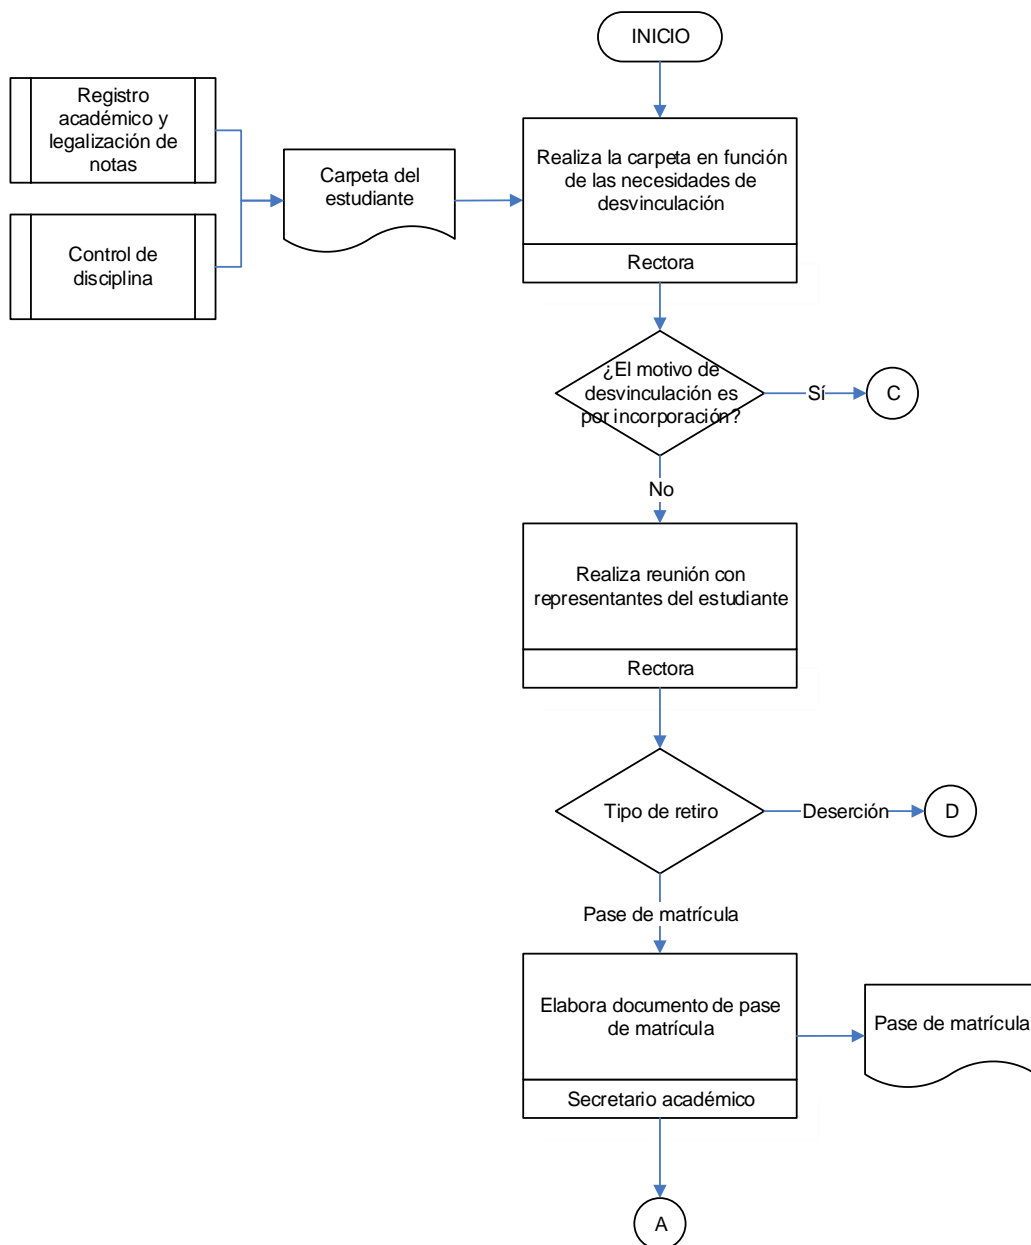 INICIO
Registro
académico y
legalización de
notas
Carpeta del
estudiante
Realiza la carpeta en función
de las necesidades de
desvinculación
Rectora
Control de
disciplina
¿El motivo de
desvinculación es
por incorporación?
Sí
C
No
Realiza reunión con
representantes del estudiante
Rectora
Tipo de retiro
Deserción
D
Pase de matrícula
Elabora documento de pase
de matrícula
Secretario académico
Pase de matrícula
A